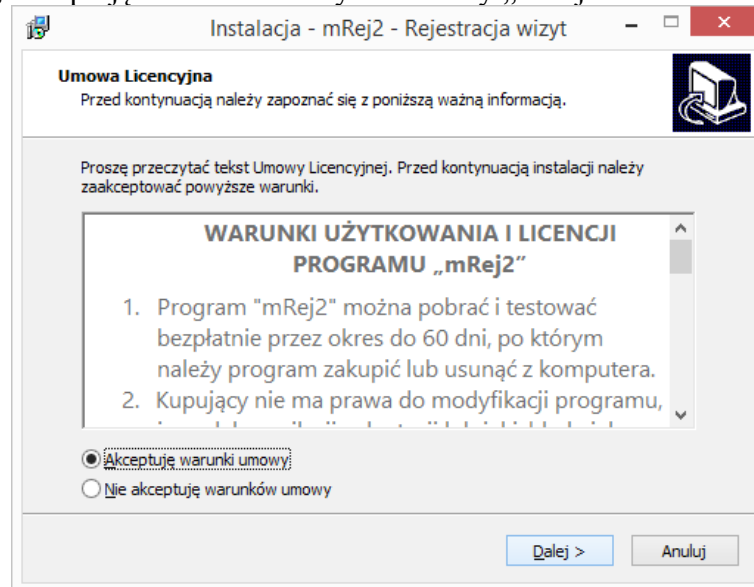 Instalacja - mRej2 - Rejestracja wizyt
Umowa Licencyjna
Przed kontynuacją należy zapoznać się z poniższą ważną informacją.
Proszę przeczytać tekst Umowy Licencyjnej. Przed kontynuacją instalacji należy
zaakceptować powyższe warunki.
WARUNKI UŻYTKOWANIA I LICENCJI
PROGRAMU „mRej2”
1. Program "mRej2" można pobrać i testować
bezpłatnie przez okres do 60 dni, po którym
należy program zakupić lub usunąć z komputera.
2. Kupujący nie ma prawa do modyfikacji programu,
Akceptuję warunki umowy
Nie akceptuję warunków umowy
Dalej >
Anuluj